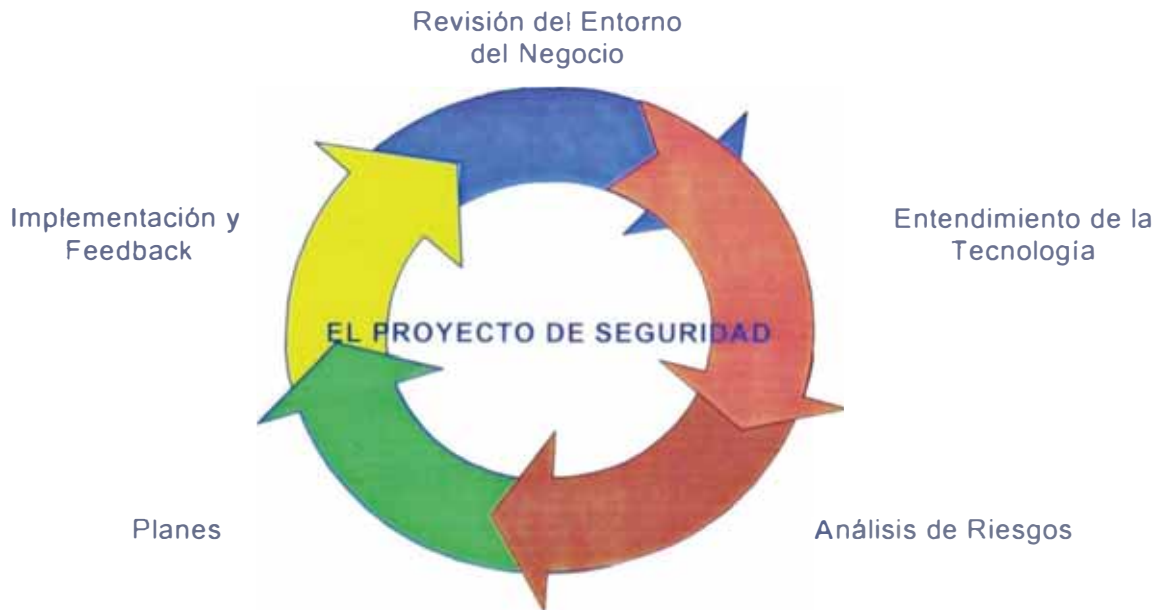 Revisión del Entorno
del Negocio
Implementación y
Feedback
Entendimiento de la
Tecnología
EL PROYECTO DE SEGURIDAD
Planes
Análisis de Riesgos